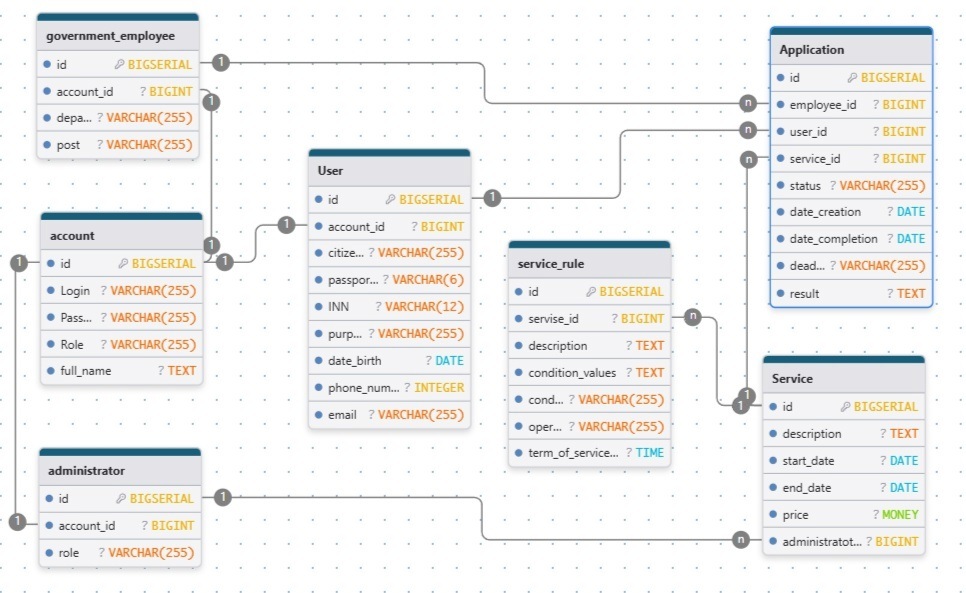 government_employee
id BIGSERIAL
account_id ? BIGINT
depa... ? VARCHAR(255)
post ? VARCHAR(255)
account
id BIGSERIAL
Login ? VARCHAR(255)
Pass... ? VARCHAR(255)
Role ? VARCHAR(255)
full_name ? TEXT
administrator
id BIGSERIAL
account_id ? BIGINT
role ? VARCHAR(255)
User
id BIGSERIAL
account_id ? BIGINT
citize... ? VARCHAR(255)
passpor... ? VARCHAR(6)
INN ? VARCHAR(12)
purp... ? VARCHAR(255)
date_birth ? DATE
phone_num... ? INTEGER
email ? VARCHAR(255)
service_rule
id BIGSERIAL
servise_id ? BIGINT
description ? TEXT
condition_values ? TEXT
cond... ? VARCHAR(255)
oper... ? VARCHAR(255)
term_of_service... ? TIME
Application
id BIGSERIAL
employee_id ? BIGINT
user_id ? BIGINT
service_id ? BIGINT
status ? VARCHAR(255)
date_creation ? DATE
date_completion ? DATE
dead... ? VARCHAR(255)
result ? TEXT
Service
id BIGSERIAL
description ? TEXT
start_date ? DATE
end_date ? DATE
price ? MONEY
administratot... ? BIGINT
1
n
1
1
1
n
1
1
n
1
1
n
1
1
1
n